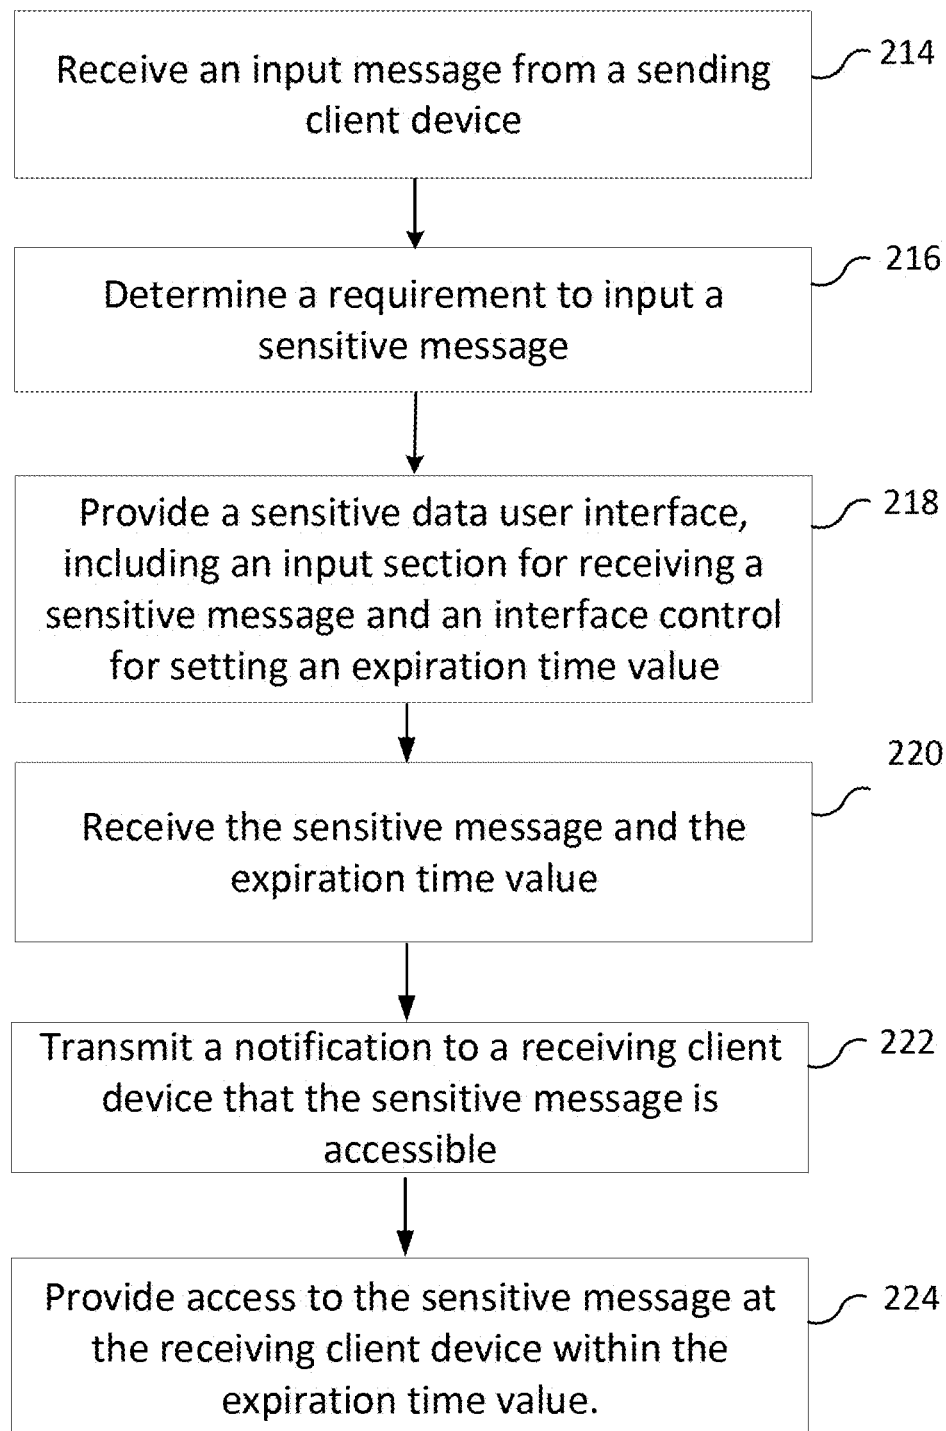 Receive an input message from a sending
client device
214
Determine a requirement to input a
sensitive message
216
Provide a sensitive data user interface,
including an input section for receiving a
sensitive message and an interface control
for setting an expiration time value
218
Receive the sensitive message and the
expiration time value
220
Transmit a notification to a receiving client
device that the sensitive message is
accessible
222
Provide access to the sensitive message at
the receiving client device within the
expiration time value.
224